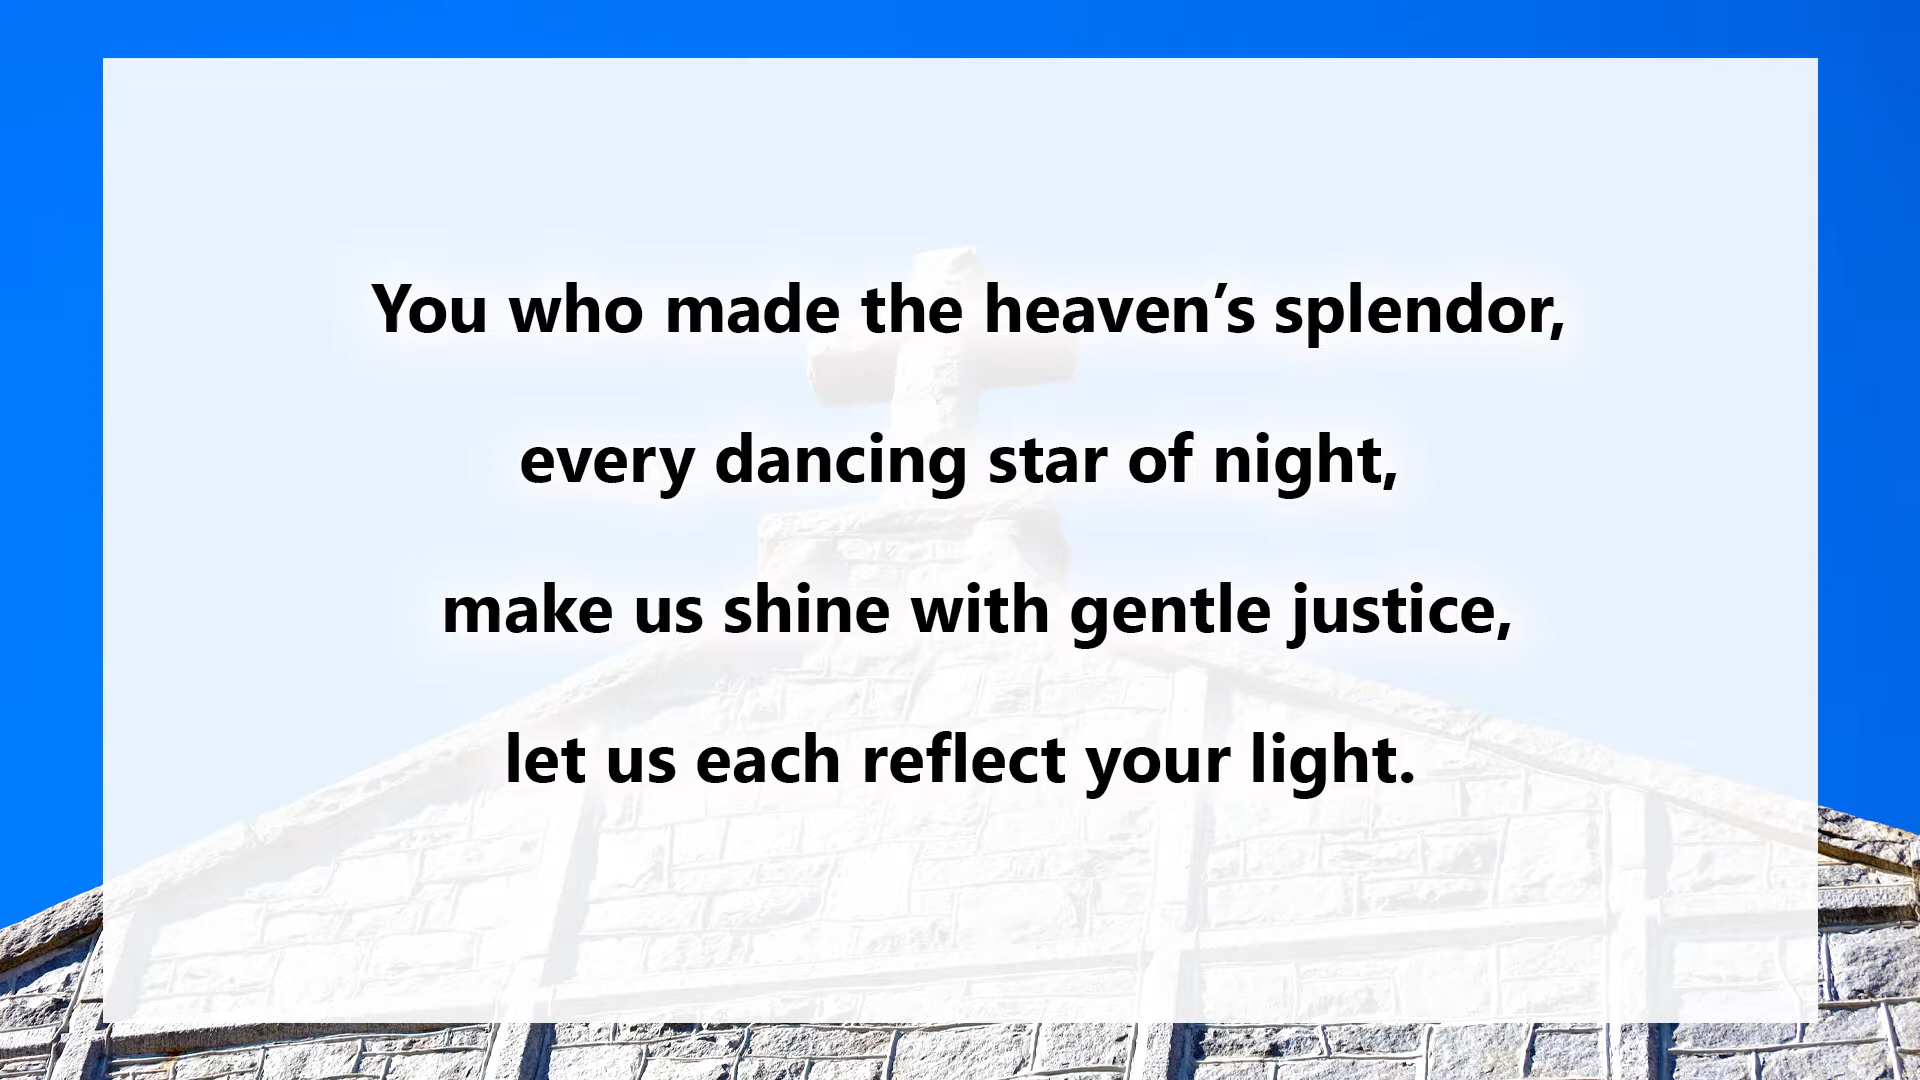 You who made the heaven’s splendor,
every dancing star of night,
make us shine with gentle justice,
let us each reflect your light.